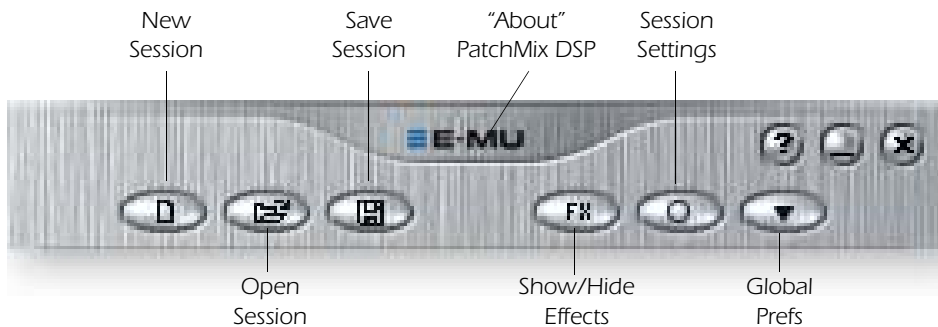 New
Session
Save
Session
“About”
PatchMix DSP
Session
Settings
E-MU
?
x
FX
Open
Session
Show/Hide
Effects
Global
Prefs